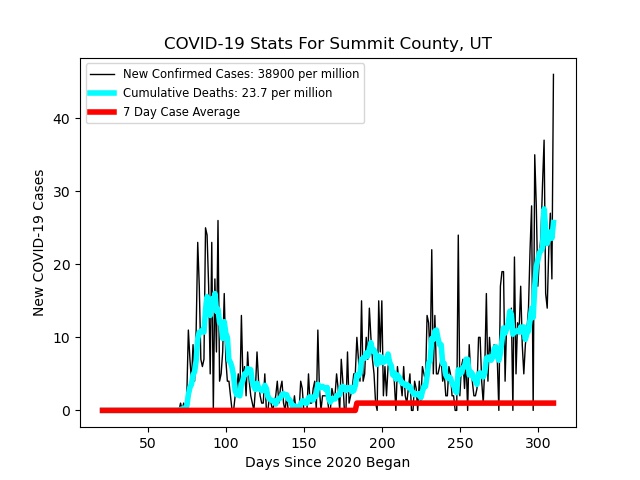 COVID-19 Stats For Summit County, UT
New Confirmed Cases: 38900 per million
Cumulative Deaths: 23.7 per million
7 Day Case Average
New COVID-19 Cases
40
30
20
10
0
50 100 150 200 250 300
Days Since 2020 Began